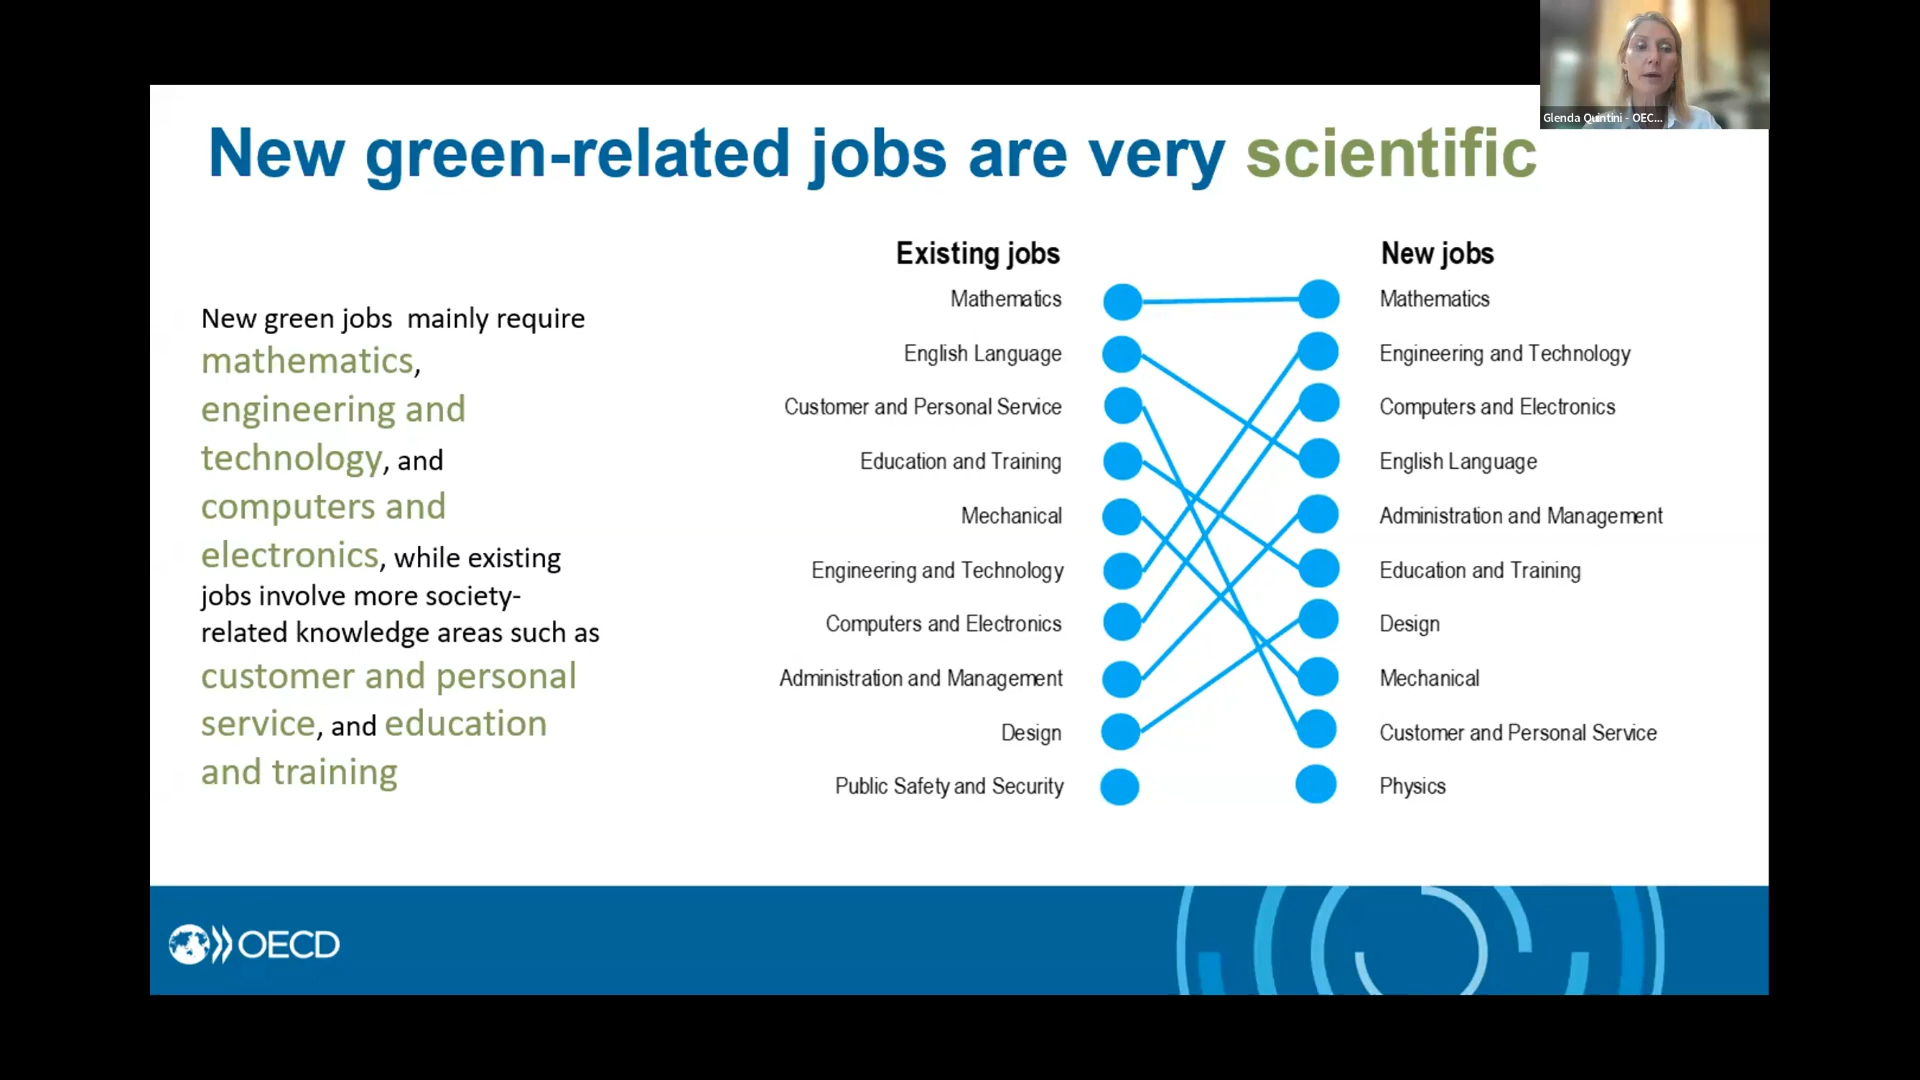 Glenda Quintini - OEC...
New green-related jobs are very scientific
New green jobs mainly require
mathematics,
engineering and
technology, and
computers and
electronics, while existing
jobs involve more society-
related knowledge areas such as
customer and personal
service, and education
and training
Existing jobs
Mathematics
English Language
Customer and Personal Service
Education and Training
Mechanical
Engineering and Technology
Computers and Electronics
Administration and Management
Design
Public Safety and Security
New jobs
Mathematics
Engineering and Technology
Computers and Electronics
English Language
Administration and Management
Education and Training
Design
Mechanical
Customer and Personal Service
Physics
OECD